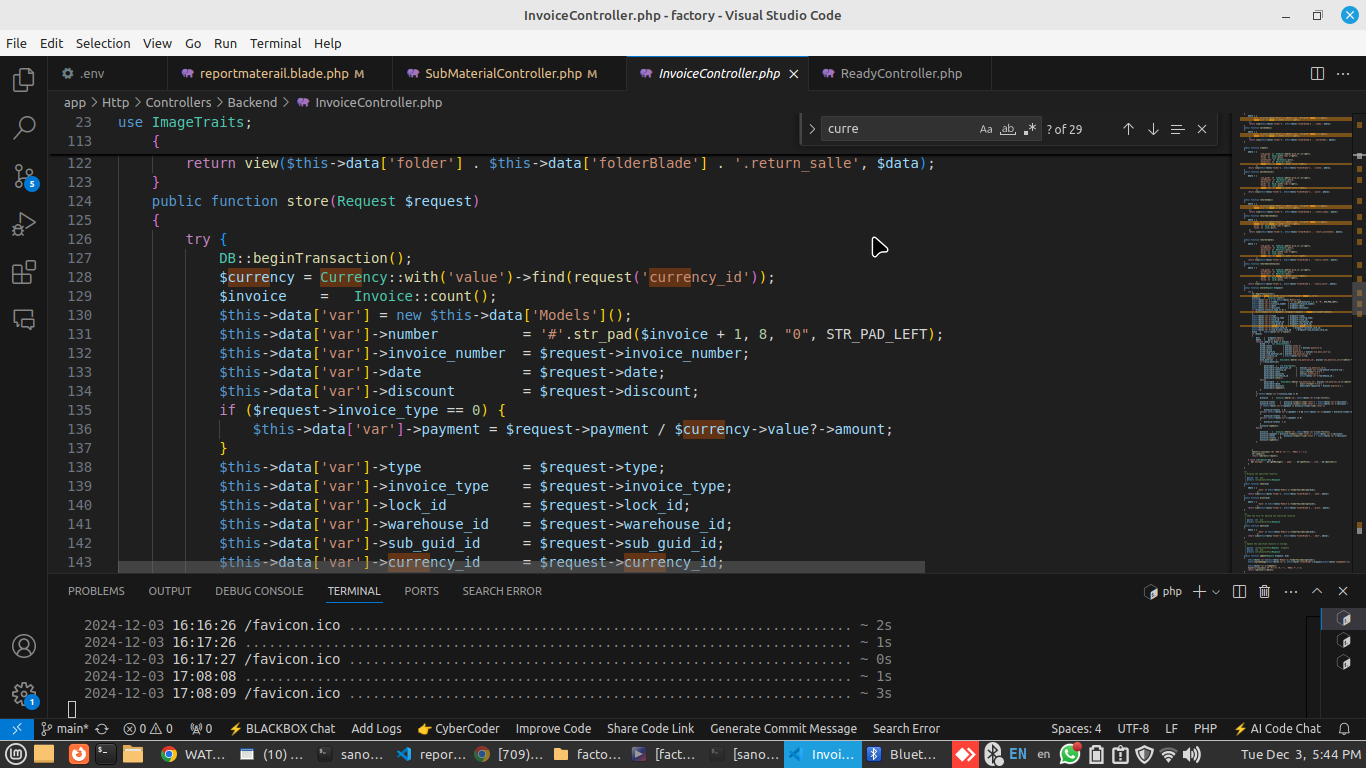 InvoiceController.php - factory - Visual Studio Code
File Edit Selection View Go Run Terminal Help
.env
reportmaterail.blade.php M
SubMaterialController.php M
InvoiceController.php
ReadyController.php
app > Http > Controllers > Backend > InvoiceController.php
curre
Aa ab .* ? of 29
23 use ImageTraits;
113 {
122 return view($this->data['folder'] . $this->data['folderBlade'] . '.return_salle', $data);
123 }
124 public function store(Request $request)
125 {
126 try {
127 DB::beginTransaction();
128 $currency = Currency::with('value')->find(request('currency_id'));
129 $invoice = Invoice::count();
130 $this->data['var'] = new $this->data['Models']();
131 $this->data['var']->number = '#'.str_pad($invoice + 1, 8, "0", STR_PAD_LEFT);
132 $this->data['var']->invoice_number = $request->invoice_number;
133 $this->data['var']->date = $request->date;
134 $this->data['var']->discount = $request->discount;
135 if ($request->invoice_type == 0) {
136 $this->data['var']->payment = $request->payment / $currency->value?->amount;
137 }
138 $this->data['var']->type = $request->type;
139 $this->data['var']->invoice_type = $request->invoice_type;
140 $this->data['var']->lock_id = $request->lock_id;
141 $this->data['var']->warehouse_id = $request->warehouse_id;
142 $this->data['var']->sub_guid_id = $request->sub_guid_id;
143 $this->data['var']->currency_id = $request->currency_id;
5
1
PROBLEMS OUTPUT DEBUG CONSOLE TERMINAL PORTS SEARCH ERROR
php
2024-12-03 16:16:26 /favicon.ico ............................................................ ~ 2s
2024-12-03 16:17:26 ........................................................................ ~ 1s
2024-12-03 16:17:27 /favicon.ico ............................................................ ~ 0s
2024-12-03 17:08:08 ........................................................................ ~ 1s
2024-12-03 17:08:09 /favicon.ico ............................................................ ~ 3s
main* 0 0 0 BLACKBOX Chat Add Logs CyberCoder Improve Code Share Code Link Generate Commit Message Search Error Spaces: 4 UTF-8 LF PHP AI Code Chat
WAT... (10) ... sano... repor... [709)... facto... [fact... [sano... Invoi... Bluet... EN en Tue Dec 3, 5:44 PM